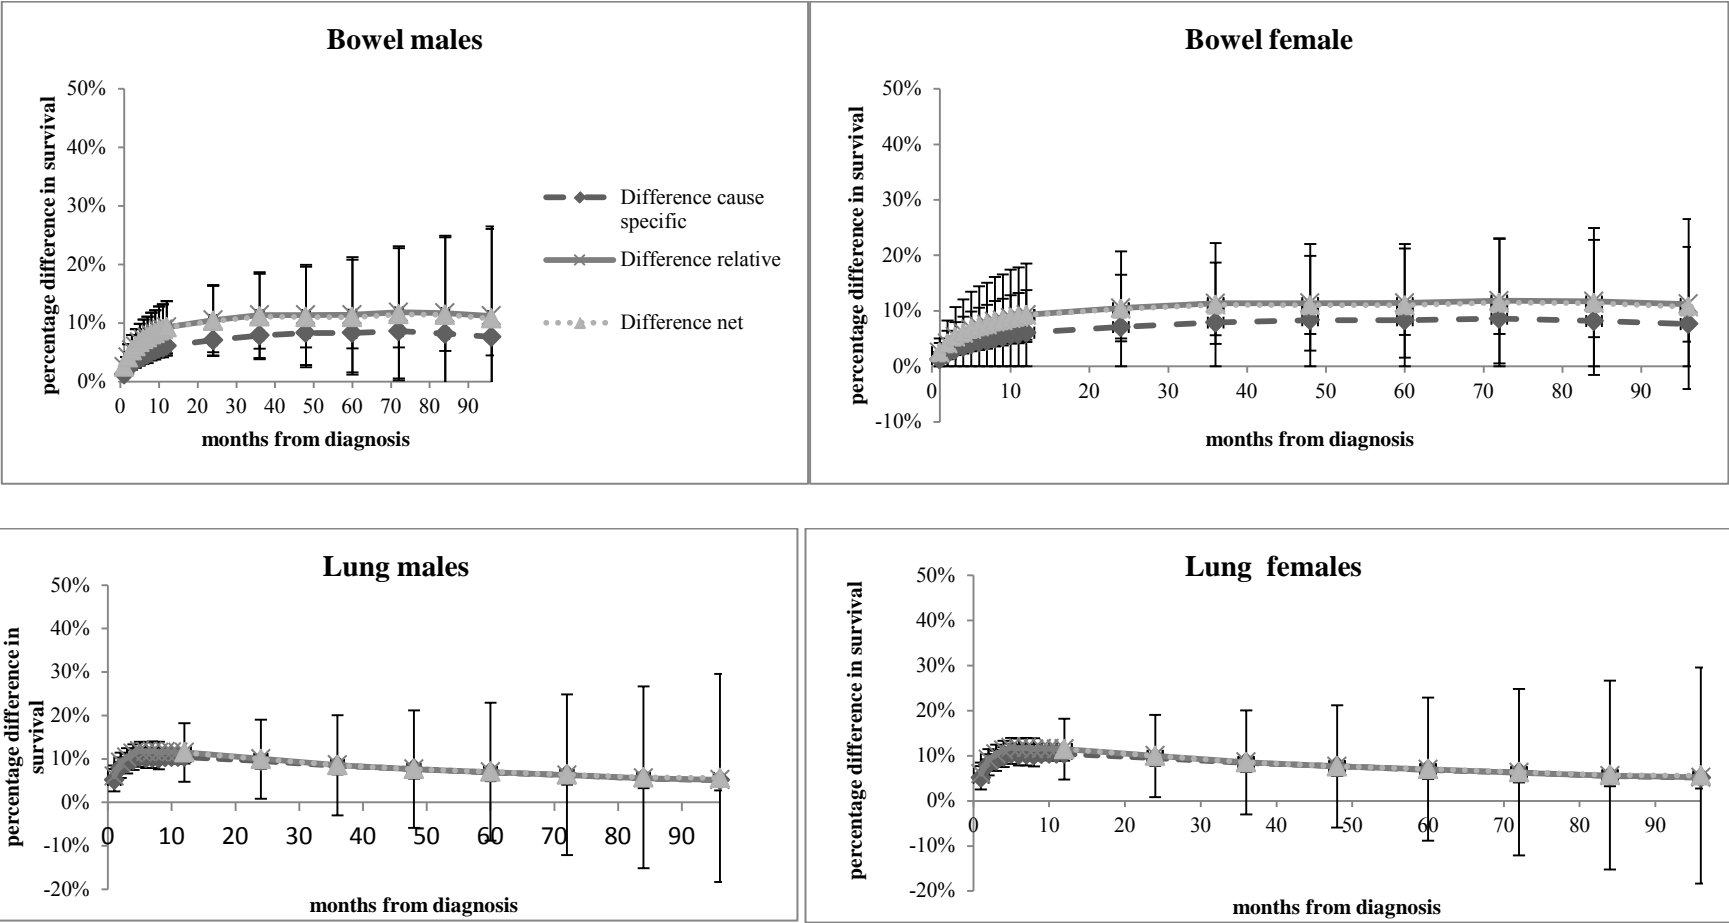 Bowel males
50%
40%
30%
20%
10%
0%
percentage difference in survival
0 10 20 30 40 50 60 70 80 90
months from diagnosis
Difference cause
specific
Difference relative
Difference net
Bowel female
50%
40%
30%
20%
10%
0%
-10%
percentage difference in survival
0 10 20 30 40 50 60 70 80 90
months from diagnosis
Lung males
50%
40%
30%
20%
10%
0%
-10%
-20%
percentage difference in
survival
0 10 20 30 40 50 60 70 80 90
months from diagnosis
Lung females
50%
40%
30%
20%
10%
0%
-10%
-20%
percentage difference in survival
0 10 20 30 40 50 60 70 80 90
months from diagnosis